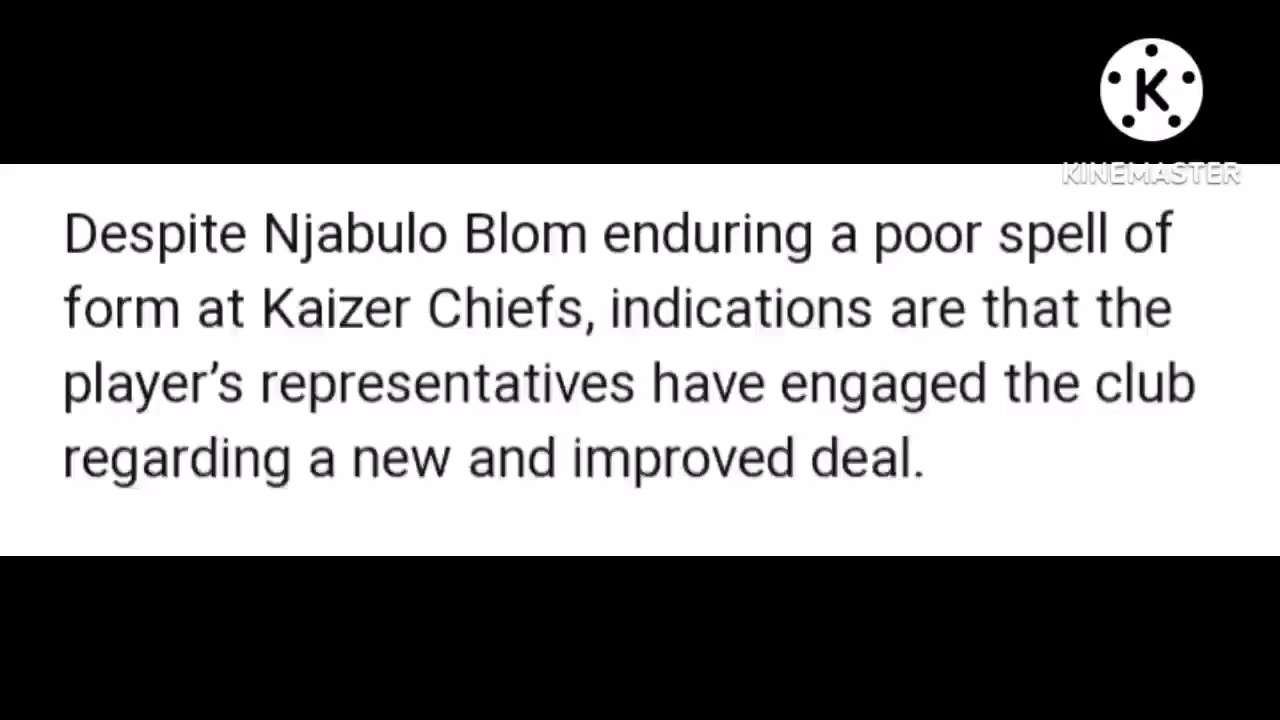 K
KINEMASTER
Despite Njabulo Blom enduring a poor spell of
form at Kaizer Chiefs, indications are that the
player’s representatives have engaged the club
regarding a new and improved deal.